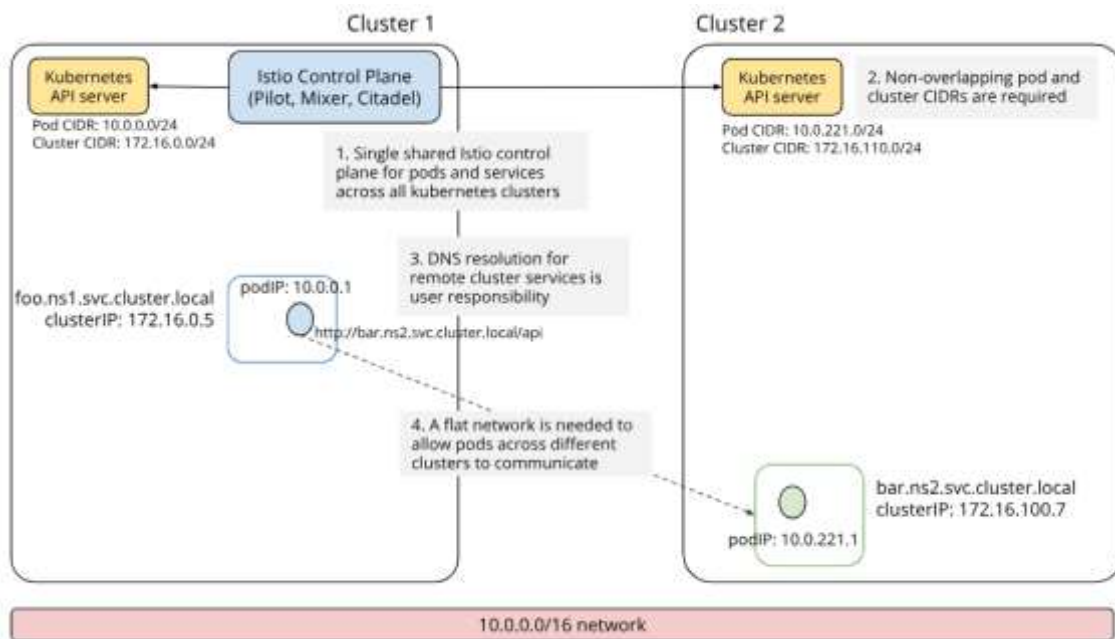 Cluster 1
Cluster 2
Kubernetes
API server
Istio Control Plane
(Pilot, Mixer, Citadel)
Kubernetes
API server
2. Non-overlapping pod and
cluster CIDRs are required
Pod CIDR: 10.0.0.0/24
Cluster CIDR: 172.16.0.0/24
Pod CIDR: 10.0.221.0/24
Cluster CIDR: 172.16.110.0/24
1. Single shared Istio control
plane for pods and services
across all kubernetes clusters
3. DNS resolution for
remote cluster services is
user responsibility
foo.ns1.svc.cluster.local
clusterIP: 172.16.0.5
podIP: 10.0.0.1
http://bar.ns2.svc.cluster.local/api
4. A flat network is needed to
allow pods across different
clusters to communicate
bar.ns2.svc.cluster.local
clusterIP: 172.16.100.7
podIP: 10.0.221.1
10.0.0.0/16 network